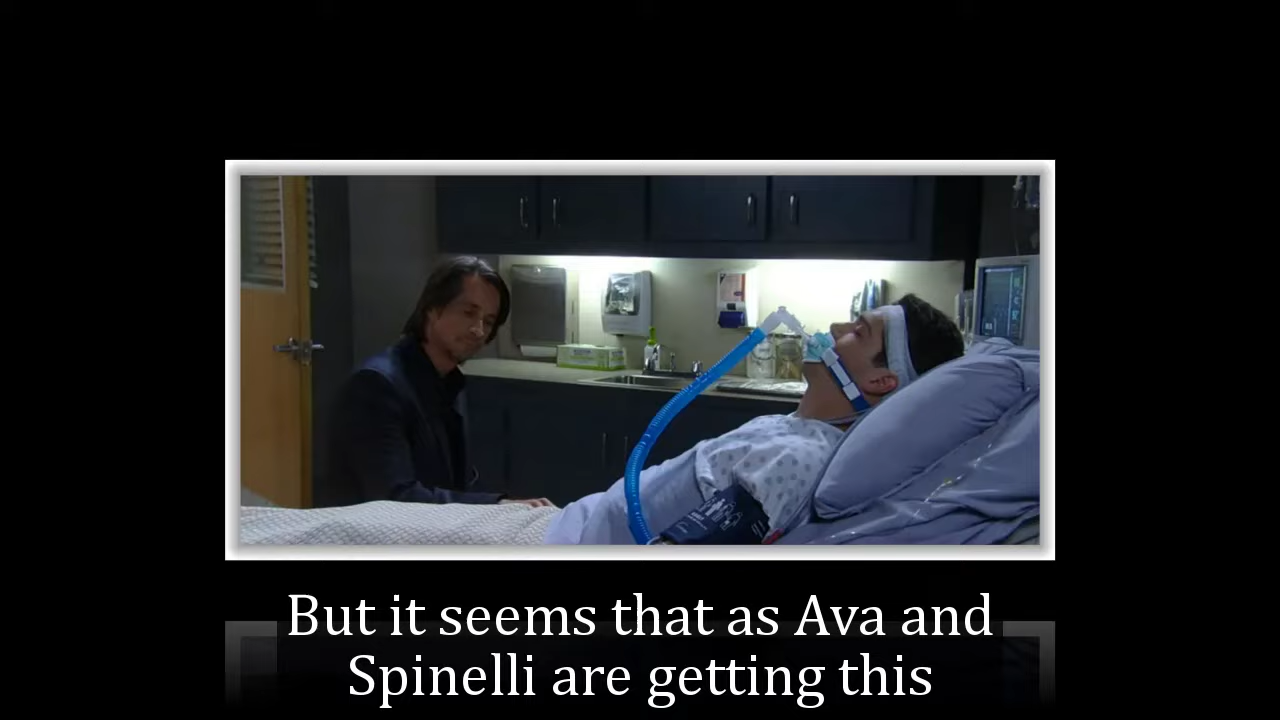 But it seems that as Ava and
Spinelli are getting this